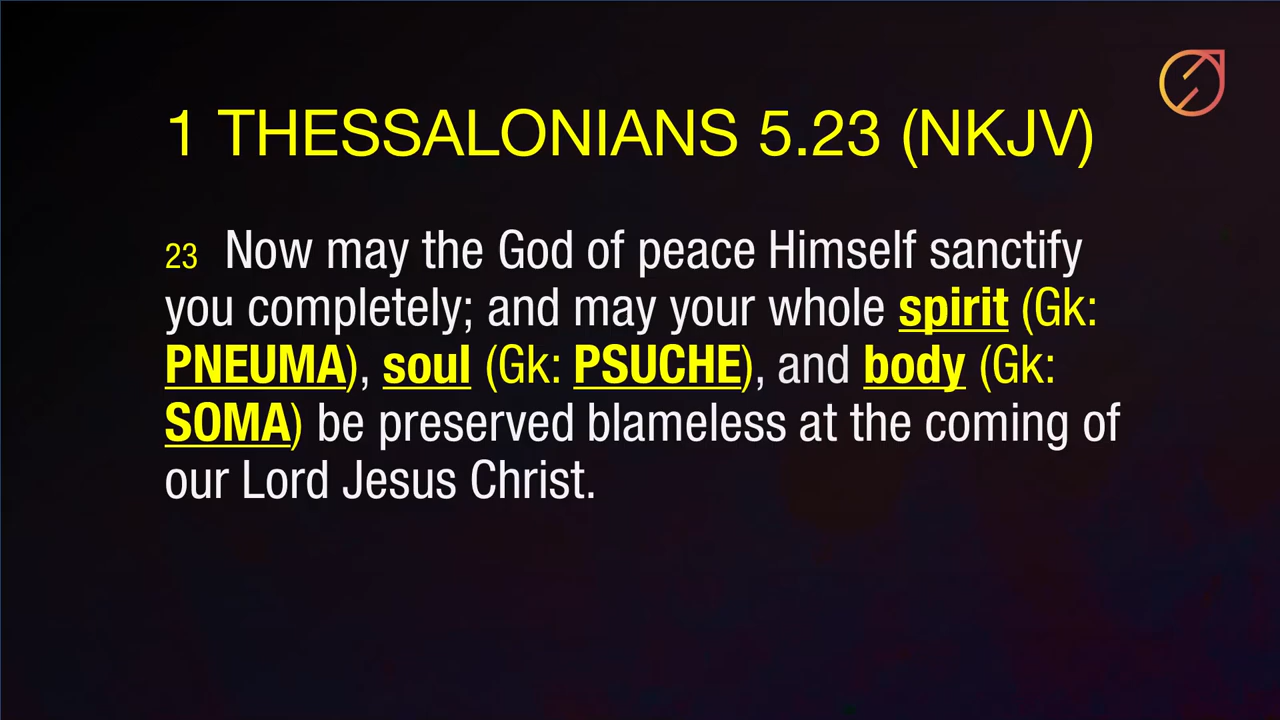 1 THESSALONIANS 5.23 (NKJV)
23 Now may the God of peace Himself sanctify
you completely; and may your whole spirit (Gk:
PNEUMA), soul (Gk: PSUCHE), and body (Gk:
SOMA) be preserved blameless at the coming of
our Lord Jesus Christ.